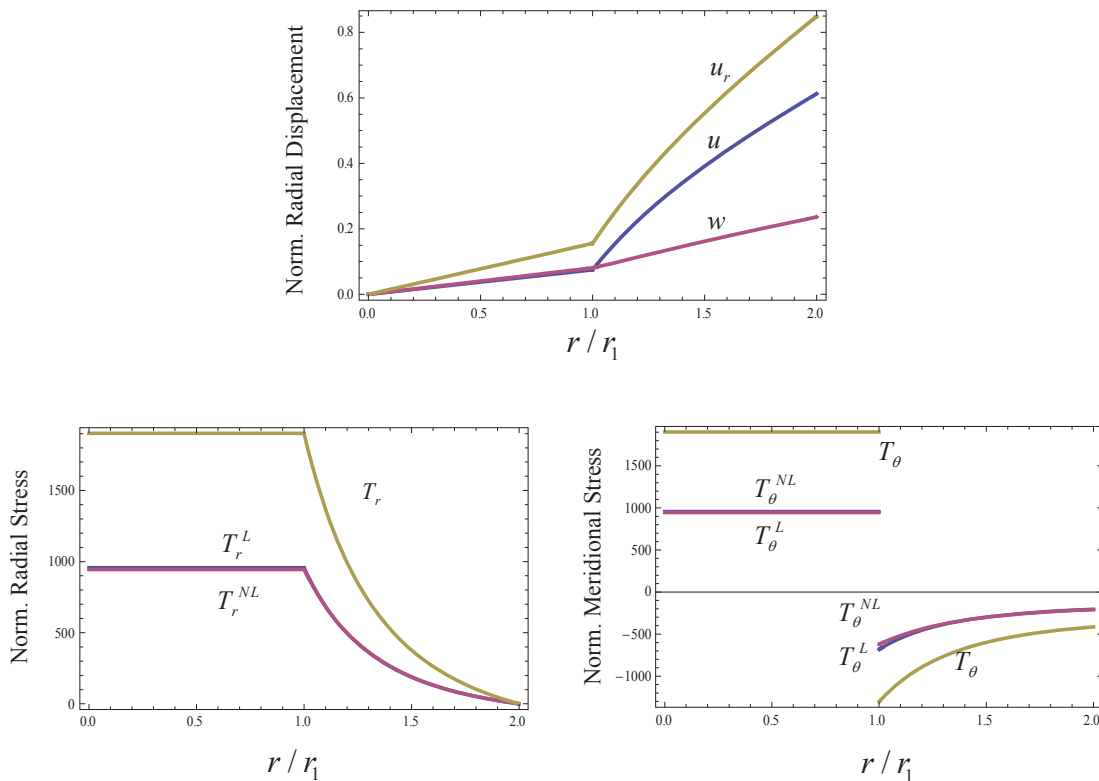 Norm. Radial Displacement
0.8
0.6
0.4
0.2
0.0
u_r
u
w
0.0 0.5 1.0 1.5 2.0
r / r₁
Norm. Radial Stress
1500
1000
500
0
T_r
T_r^L
T_r^NL
0.0 0.5 1.0 1.5 2.0
r / r₁
Norm. Meridional Stress
1500
1000
500
0
−500
−1000
T_θ
T_θ^NL
T_θ^L
T_θ^NL
T_θ^L
T_θ
0.0 0.5 1.0 1.5 2.0
r / r₁